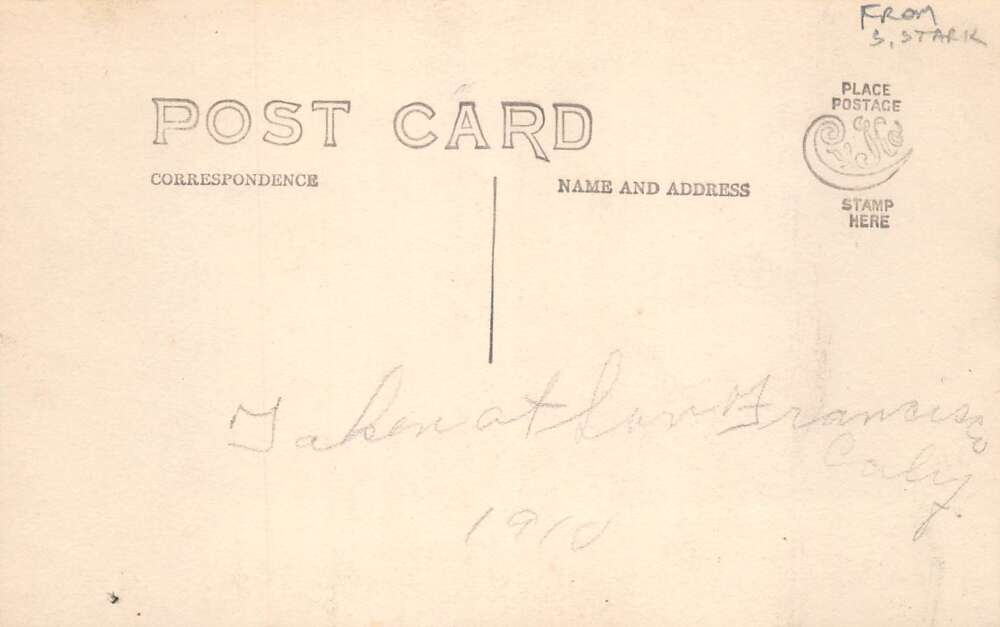 FROM
S. STARK
POST CARD
PLACE
POSTAGE
STAMP
HERE
CORRESPONDENCE
NAME AND ADDRESS
Taken at San Francisco
Calif.
1910